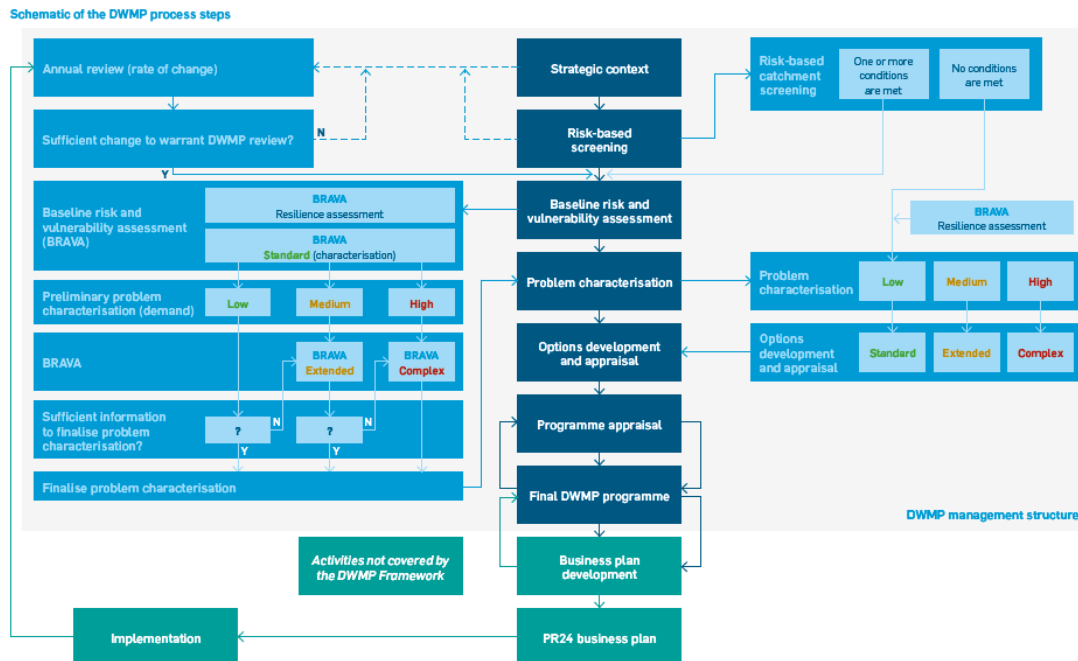 Schematic of the DWMP process steps
Annual review (rate of change)
Strategic context
Risk-based
catchment
screening
One or more
conditions
are met
No conditions
are met
Sufficient change to warrant DWMP review?
N
Risk-based
screening
Y
Baseline risk and
vulnerability assessment
(BRAVA)
BRAVA
Resilience assessment
BRAVA
Standard (characterisation)
Baseline risk and
vulnerability assessment
BRAVA
Resilience assessment
Preliminary problem
characterisation (demand)
Low
Medium
High
Problem characterisation
Problem
characterisation
Low
Medium
High
BRAVA
BRAVA
Extended
BRAVA
Complex
Options development
and appraisal
Options
development
and appraisal
Standard
Extended
Complex
Sufficient information
to finalise problem
characterisation?
?
N
?
N
Y
Y
Programme appraisal
Finalise problem characterisation
Final DWMP programme
DWMP management structure
Activities not covered by
the DWMP Framework
Business plan
development
Implementation
PR24 business plan